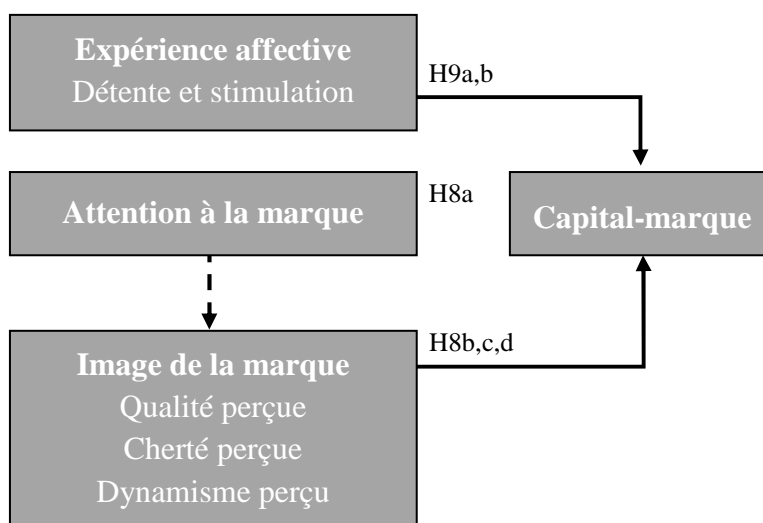 Expérience affective
Détente et stimulation
H9a,b
Attention à la marque
H8a
Capital-marque
H8b,c,d
Image de la marque
Qualité perçue
Cherté perçue
Dynamisme perçu